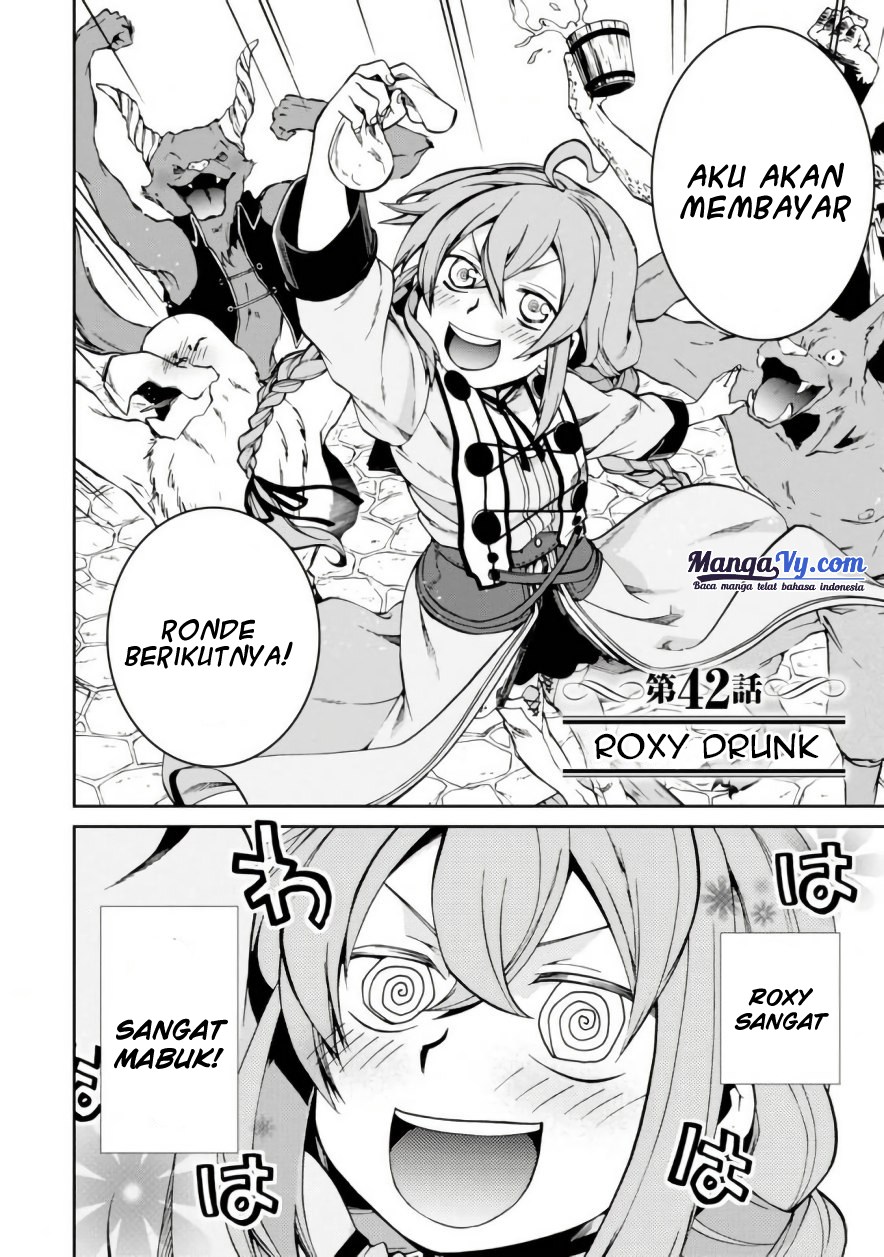 AKU AKAN
MEMBAYAR
RONDE
BERIKUTNYA!
MangaVy.com
Baca manga telat bahasa indonesia
第42話
ROXY DRUNK
は
わ
ROXY
SANGAT
SANGAT
MABUK!
は
は